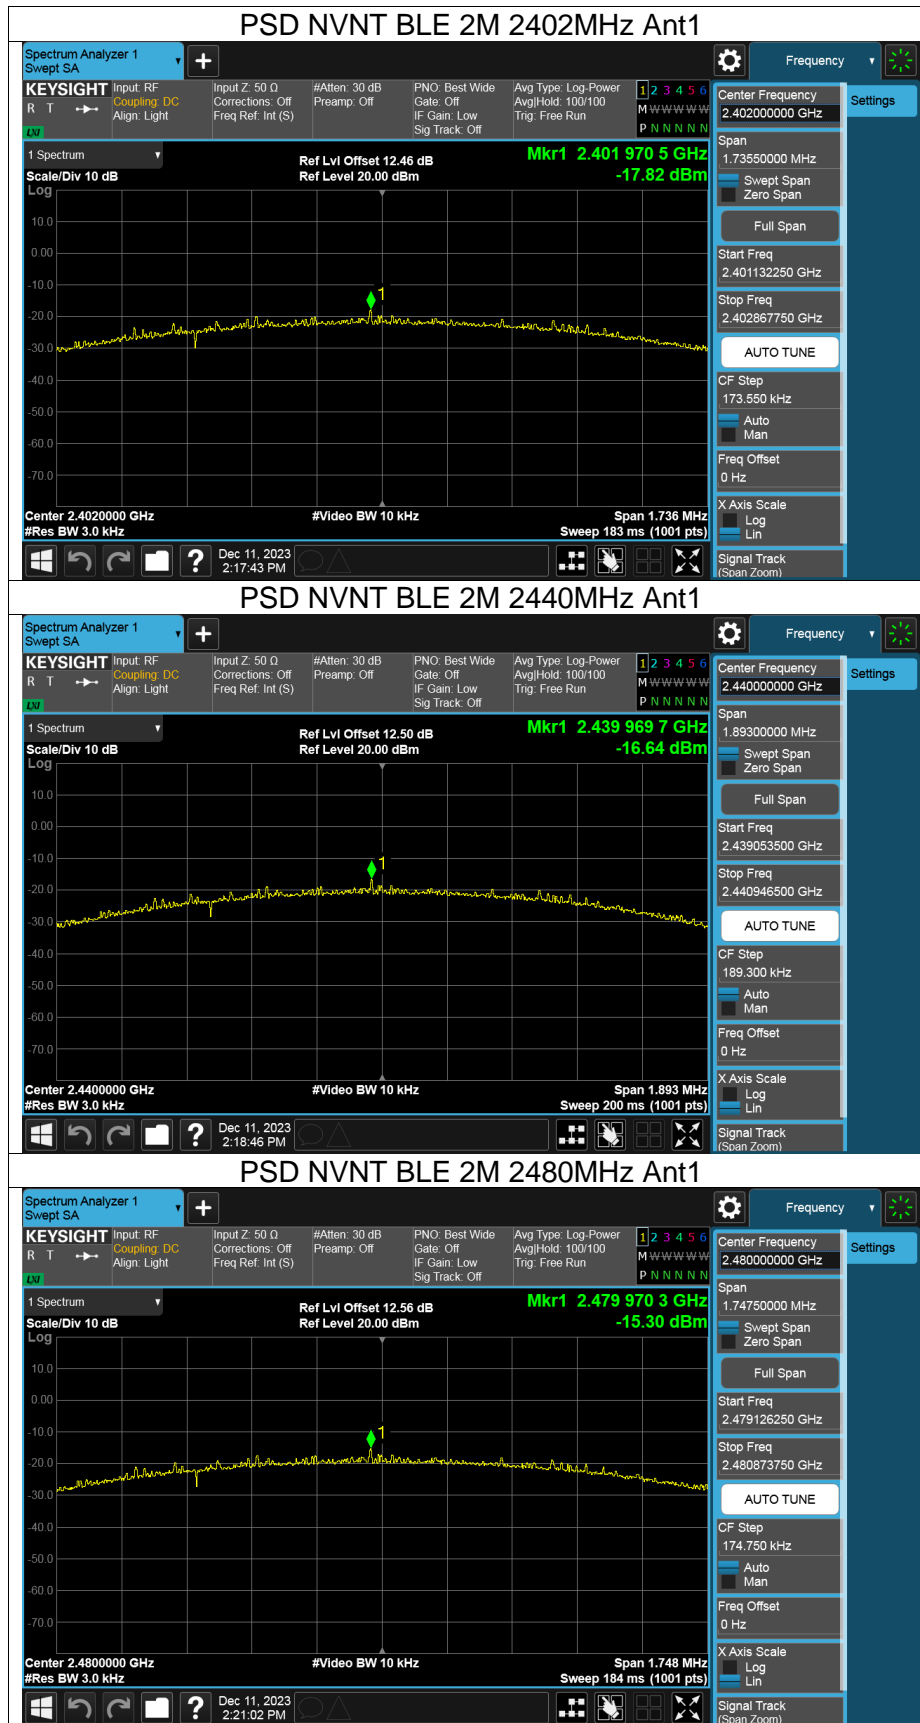 PSD NVNT BLE 2M 2402MHz Ant1
Spectrum Analyzer 1
Swept SA
Frequency
KEYSIGHT
R T
LXI
Input: RF
Coupling: DC
Align: Light
Input Z: 50 Ω
Corrections: Off
Freq Ref: Int (S)
#Atten: 30 dB
Preamp: Off
PNO: Best Wide
Gate: Off
IF Gain: Low
Sig Track: Off
Avg Type: Log-Power
Avg|Hold: 100/100
Trig: Free Run
1 2 3 4 5 6
M W W W W W
P N N N N N
1 Spectrum
Scale/Div 10 dB
Log
Ref Lvl Offset 12.46 dB
Ref Level 20.00 dBm
Mkr1 2.401 970 5 GHz
-17.82 dBm
10.0
0.00
-10.0
-20.0
-30.0
-40.0
-50.0
-60.0
-70.0
1
Center 2.4020000 GHz
#Res BW 3.0 kHz
#Video BW 10 kHz
Span 1.736 MHz
Sweep 183 ms (1001 pts)
Dec 11, 2023
2:17:43 PM
Center Frequency
2.402000000 GHz
Span
1.73550000 MHz
Swept Span
Zero Span
Full Span
Start Freq
2.401132250 GHz
Stop Freq
2.402867750 GHz
AUTO TUNE
CF Step
173.550 kHz
Auto
Man
Freq Offset
0 Hz
X Axis Scale
Log
Lin
Signal Track
(Span Zoom)
Settings
PSD NVNT BLE 2M 2440MHz Ant1
Spectrum Analyzer 1
Swept SA
Frequency
KEYSIGHT
R T
LXI
Input: RF
Coupling: DC
Align: Light
Input Z: 50 Ω
Corrections: Off
Freq Ref: Int (S)
#Atten: 30 dB
Preamp: Off
PNO: Best Wide
Gate: Off
IF Gain: Low
Sig Track: Off
Avg Type: Log-Power
Avg|Hold: 100/100
Trig: Free Run
1 2 3 4 5 6
M W W W W W
P N N N N N
1 Spectrum
Scale/Div 10 dB
Log
Ref Lvl Offset 12.50 dB
Ref Level 20.00 dBm
Mkr1 2.439 969 7 GHz
-16.64 dBm
10.0
0.00
-10.0
-20.0
-30.0
-40.0
-50.0
-60.0
-70.0
1
Center 2.4400000 GHz
#Res BW 3.0 kHz
#Video BW 10 kHz
Span 1.893 MHz
Sweep 200 ms (1001 pts)
Dec 11, 2023
2:18:46 PM
Center Frequency
2.440000000 GHz
Span
1.89300000 MHz
Swept Span
Zero Span
Full Span
Start Freq
2.439053500 GHz
Stop Freq
2.440946500 GHz
AUTO TUNE
CF Step
189.300 kHz
Auto
Man
Freq Offset
0 Hz
X Axis Scale
Log
Lin
Signal Track
(Span Zoom)
Settings
PSD NVNT BLE 2M 2480MHz Ant1
Spectrum Analyzer 1
Swept SA
Frequency
KEYSIGHT
R T
LXI
Input: RF
Coupling: DC
Align: Light
Input Z: 50 Ω
Corrections: Off
Freq Ref: Int (S)
#Atten: 30 dB
Preamp: Off
PNO: Best Wide
Gate: Off
IF Gain: Low
Sig Track: Off
Avg Type: Log-Power
Avg|Hold: 100/100
Trig: Free Run
1 2 3 4 5 6
M W W W W W
P N N N N N
1 Spectrum
Scale/Div 10 dB
Log
Ref Lvl Offset 12.56 dB
Ref Level 20.00 dBm
Mkr1 2.479 970 3 GHz
-15.30 dBm
10.0
0.00
-10.0
-20.0
-30.0
-40.0
-50.0
-60.0
-70.0
1
Center 2.4800000 GHz
#Res BW 3.0 kHz
#Video BW 10 kHz
Span 1.748 MHz
Sweep 184 ms (1001 pts)
Dec 11, 2023
2:21:02 PM
Center Frequency
2.480000000 GHz
Span
1.74750000 MHz
Swept Span
Zero Span
Full Span
Start Freq
2.479126250 GHz
Stop Freq
2.480873750 GHz
AUTO TUNE
CF Step
174.750 kHz
Auto
Man
Freq Offset
0 Hz
X Axis Scale
Log
Lin
Signal Track
(Span Zoom)
Settings